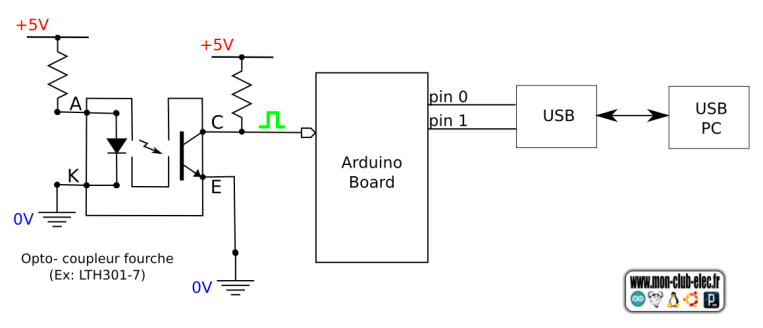 +5V
+5V
A
C
K
E
0V
0V
pin 0
pin 1
Arduino
Board
USB
USB
PC
Opto- coupleur fourche
(Ex: LTH301-7)
www.mon-club-elec.fr